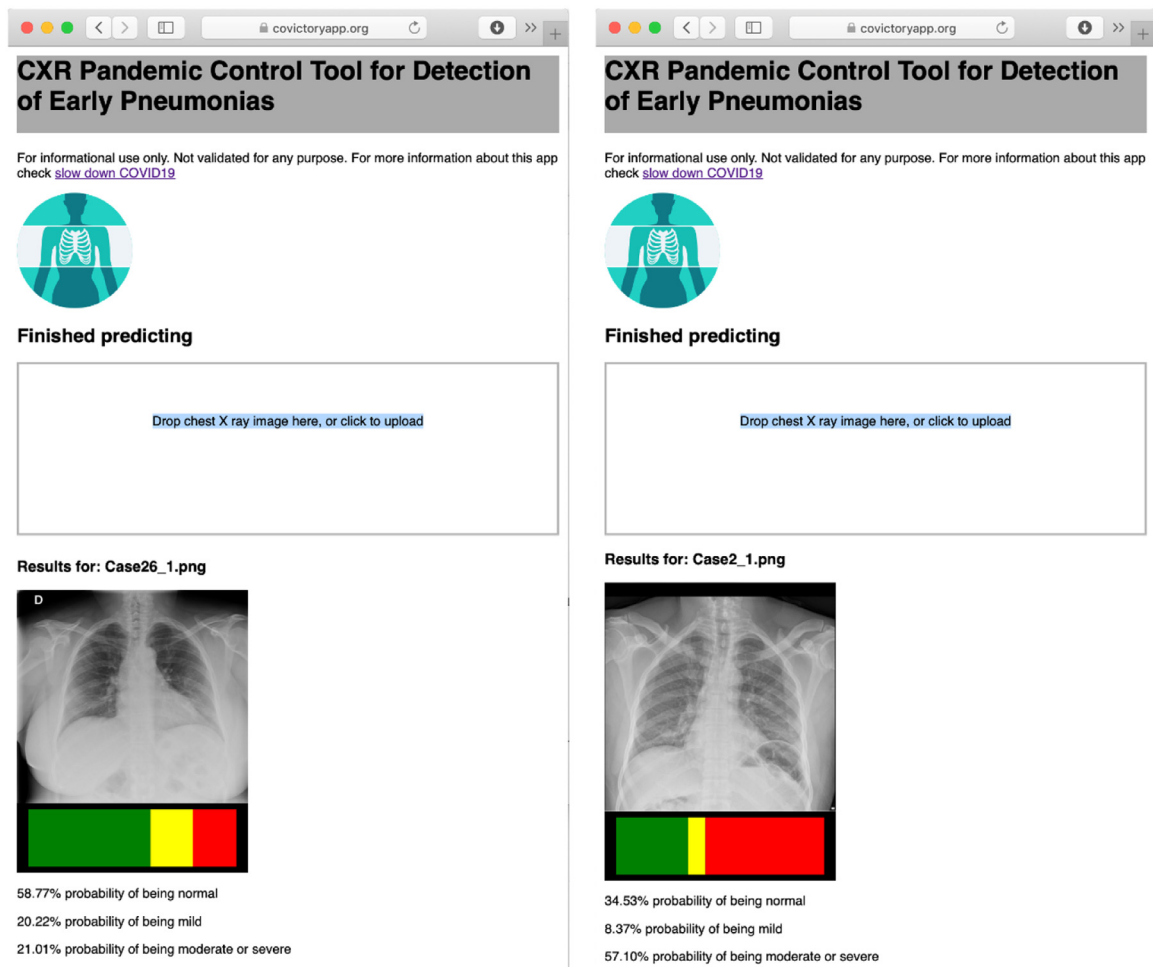 covictoryapp.org
CXR Pandemic Control Tool for Detection
of Early Pneumonias
For informational use only. Not validated for any purpose. For more information about this app
check slow down COVID19
Finished predicting
Drop chest X ray image here, or click to upload
Results for: Case26_1.png
D
58.77% probability of being normal
20.22% probability of being mild
21.01% probability of being moderate or severe
covictoryapp.org
CXR Pandemic Control Tool for Detection
of Early Pneumonias
For informational use only. Not validated for any purpose. For more information about this app
check slow down COVID19
Finished predicting
Drop chest X ray image here, or click to upload
Results for: Case2_1.png
34.53% probability of being normal
8.37% probability of being mild
57.10% probability of being moderate or severe